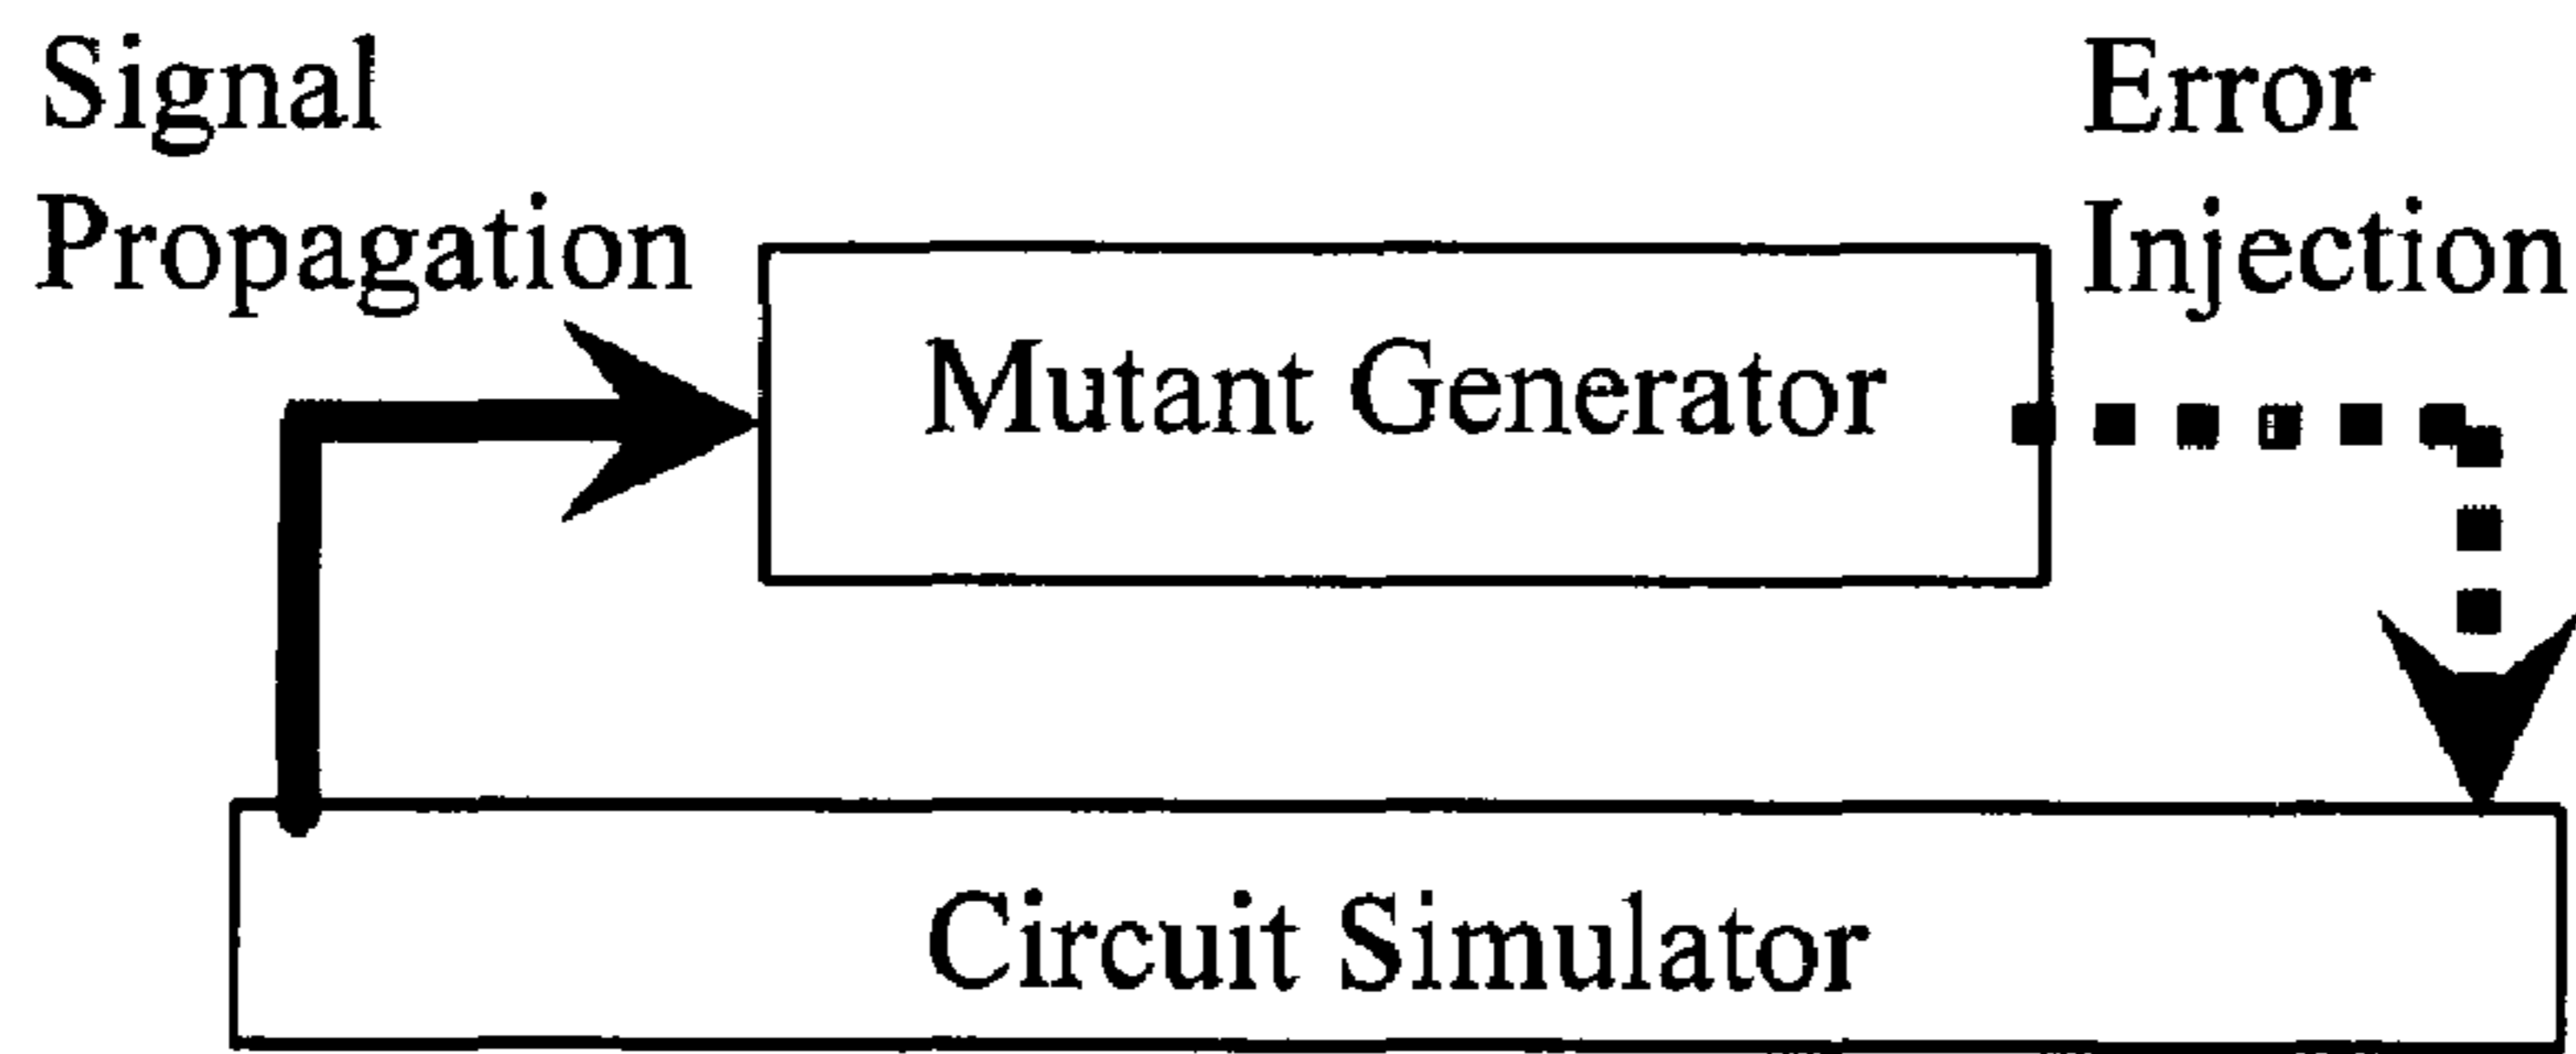 Signal
Propagation
Error
Injection
Mutant Generator
Circuit Simulator